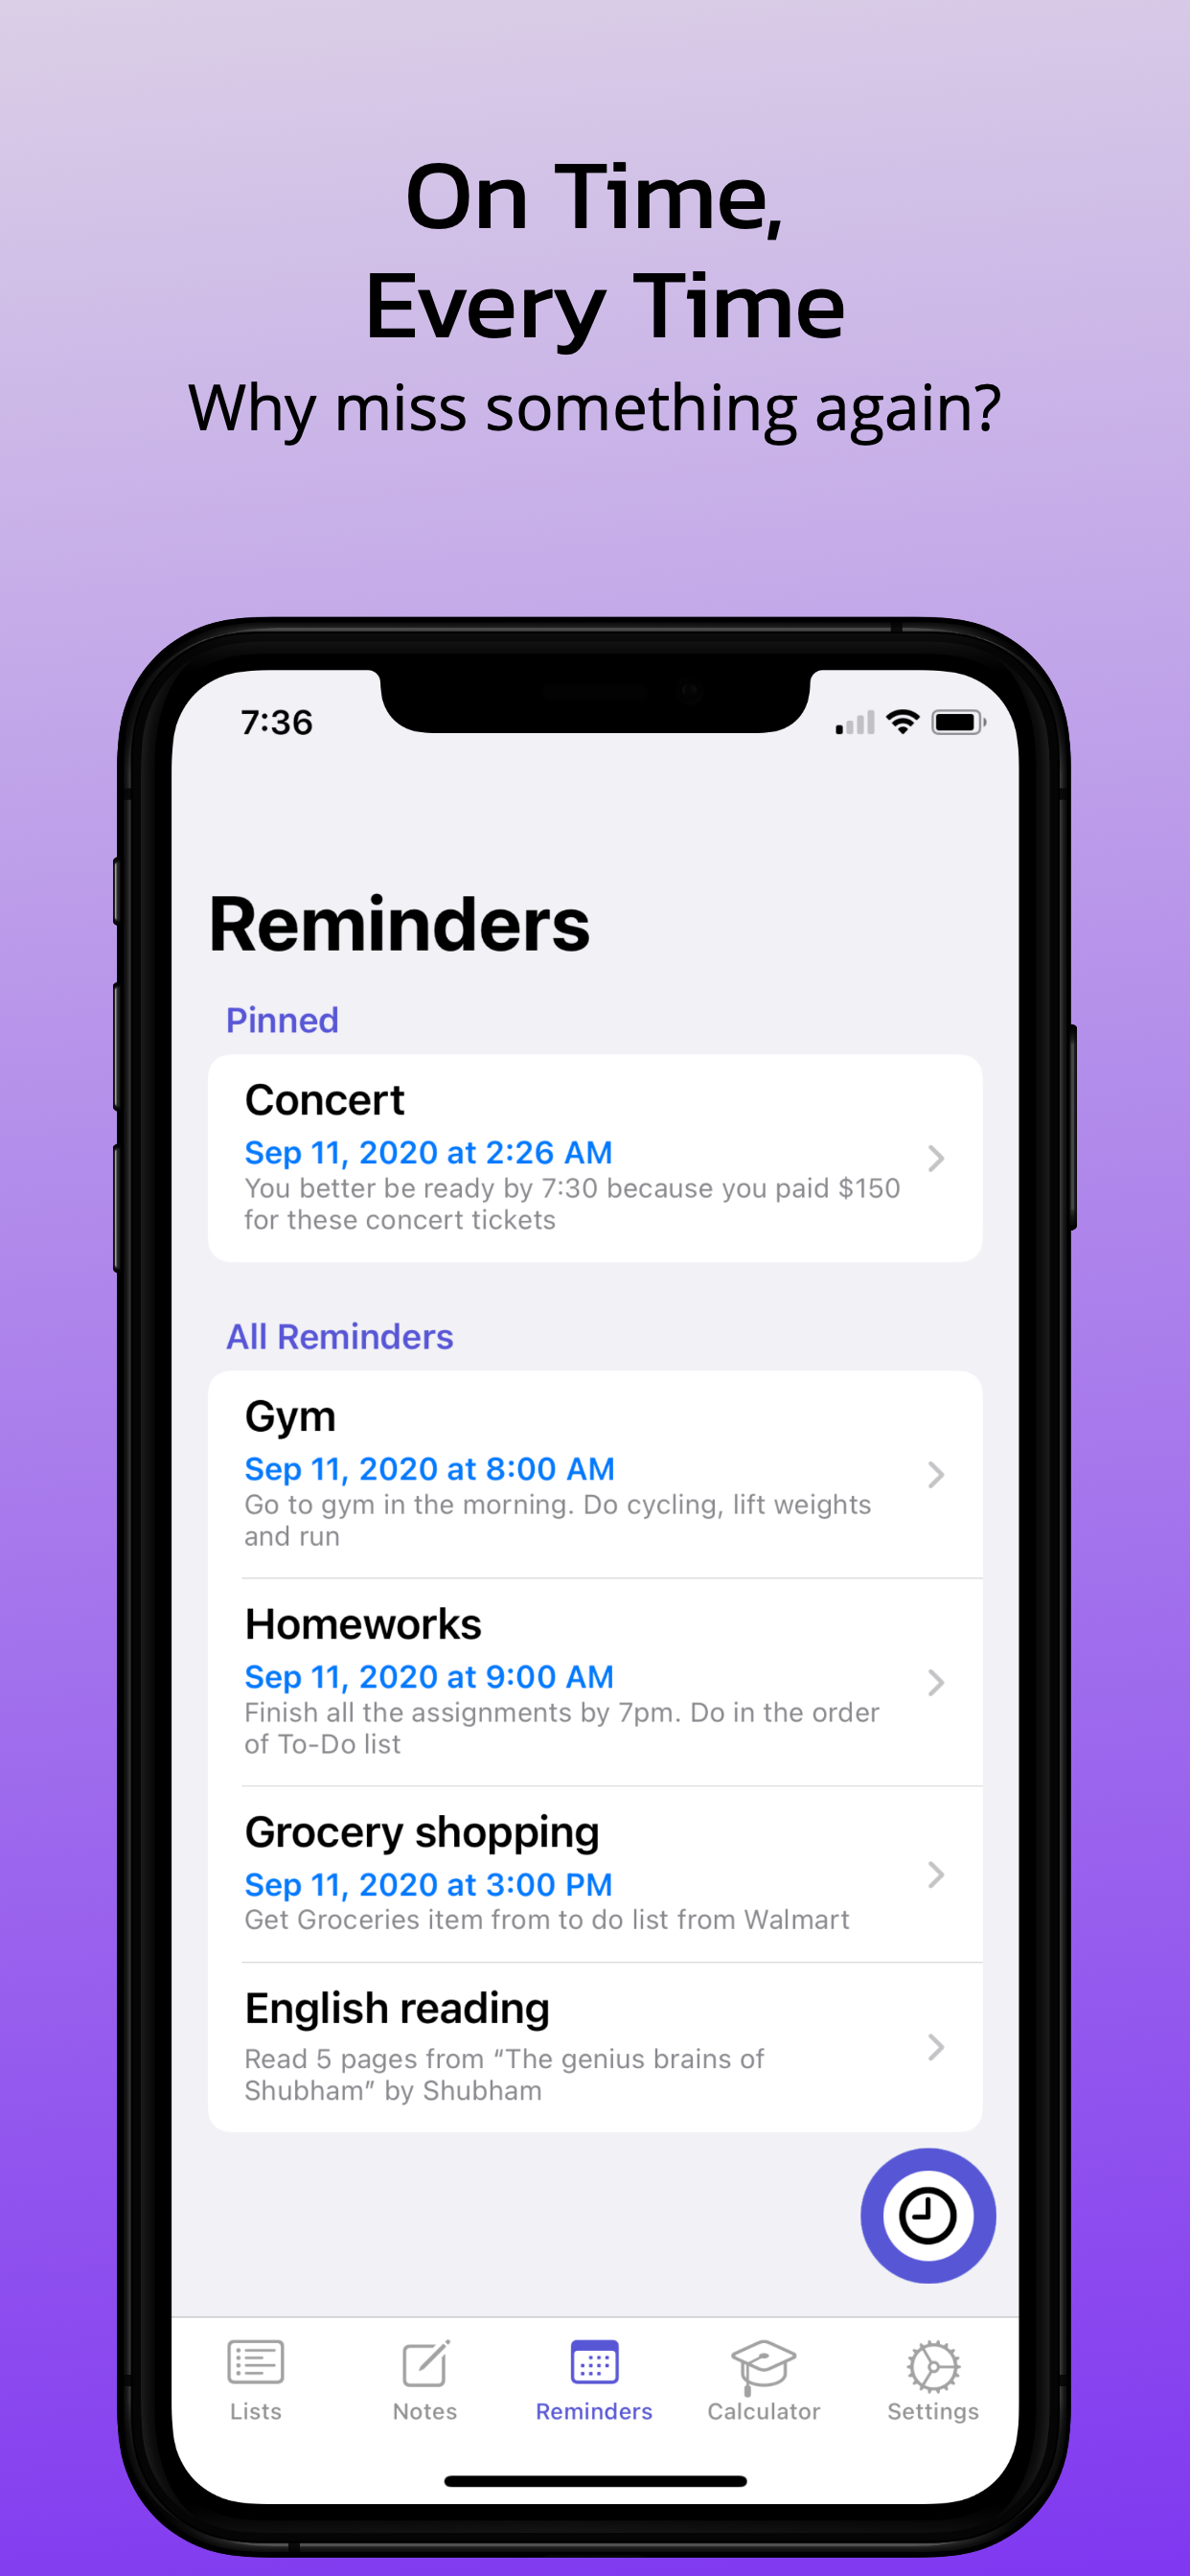 On Time,
Every Time
Why miss something again?
7:36
Reminders
Pinned
Concert
Sep 11, 2020 at 2:26 AM
You better be ready by 7:30 because you paid $150
for these concert tickets
All Reminders
Gym
Sep 11, 2020 at 8:00 AM
Go to gym in the morning. Do cycling, lift weights
and run
Homeworks
Sep 11, 2020 at 9:00 AM
Finish all the assignments by 7pm. Do in the order
of To-Do list
Grocery shopping
Sep 11, 2020 at 3:00 PM
Get Groceries item from to do list from Walmart
English reading
Read 5 pages from “The genius brains of
Shubham” by Shubham
Lists Notes Reminders Calculator Settings